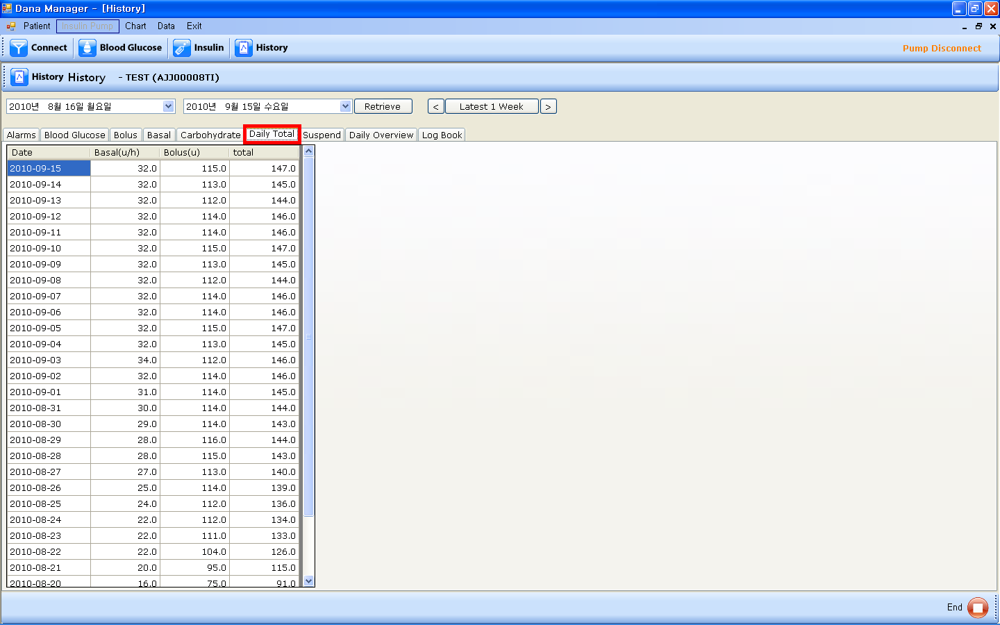 Dana Manager - [History]
Patient Insulin Pump Chart Data Exit
Connect Blood Glucose Insulin History Pump Disconnect
History History - TEST (AJJ00008TI)
2010년 8월 16일 월요일 2010년 9월 15일 수요일 Retrieve < Latest 1 Week >
Alarms Blood Glucose Bolus Basal Carbohydrate Daily Total Suspend Daily Overview Log Book
Date Basal(u/h) Bolus(u) total
2010-09-15 32.0 115.0 147.0
2010-09-14 32.0 113.0 145.0
2010-09-13 32.0 112.0 144.0
2010-09-12 32.0 114.0 146.0
2010-09-11 32.0 114.0 146.0
2010-09-10 32.0 115.0 147.0
2010-09-09 32.0 113.0 145.0
2010-09-08 32.0 112.0 144.0
2010-09-07 32.0 114.0 146.0
2010-09-06 32.0 114.0 146.0
2010-09-05 32.0 115.0 147.0
2010-09-04 32.0 113.0 145.0
2010-09-03 34.0 112.0 146.0
2010-09-02 32.0 114.0 146.0
2010-09-01 31.0 114.0 145.0
2010-08-31 30.0 114.0 144.0
2010-08-30 29.0 114.0 143.0
2010-08-29 28.0 116.0 144.0
2010-08-28 28.0 115.0 143.0
2010-08-27 27.0 113.0 140.0
2010-08-26 25.0 114.0 139.0
2010-08-25 24.0 112.0 136.0
2010-08-24 22.0 112.0 134.0
2010-08-23 22.0 111.0 133.0
2010-08-22 22.0 104.0 126.0
2010-08-21 20.0 95.0 115.0
2010-08-20 16.0 75.0 91.0
End